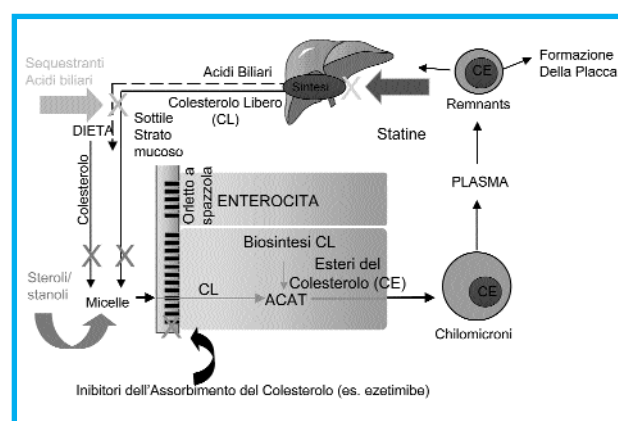 Sequestranti
Acidi biliari
Acidi Biliari
Colesterolo Libero
(CL)
Sintesi
Statine
CE
Remnants
Formazione
Della Placca
DIETA
Sottile
Strato
mucoso
Colesterolo
Orletto a
spazzola
ENTEROCITA
PLASMA
Biosintesi CL
Esteri del
Colesterolo (CE)
CL
ACAT
CE
Chilomicroni
Steroli/
stanoli
Micelle
Inibitori dell'Assorbimento del Colesterolo (es. ezetimibe)